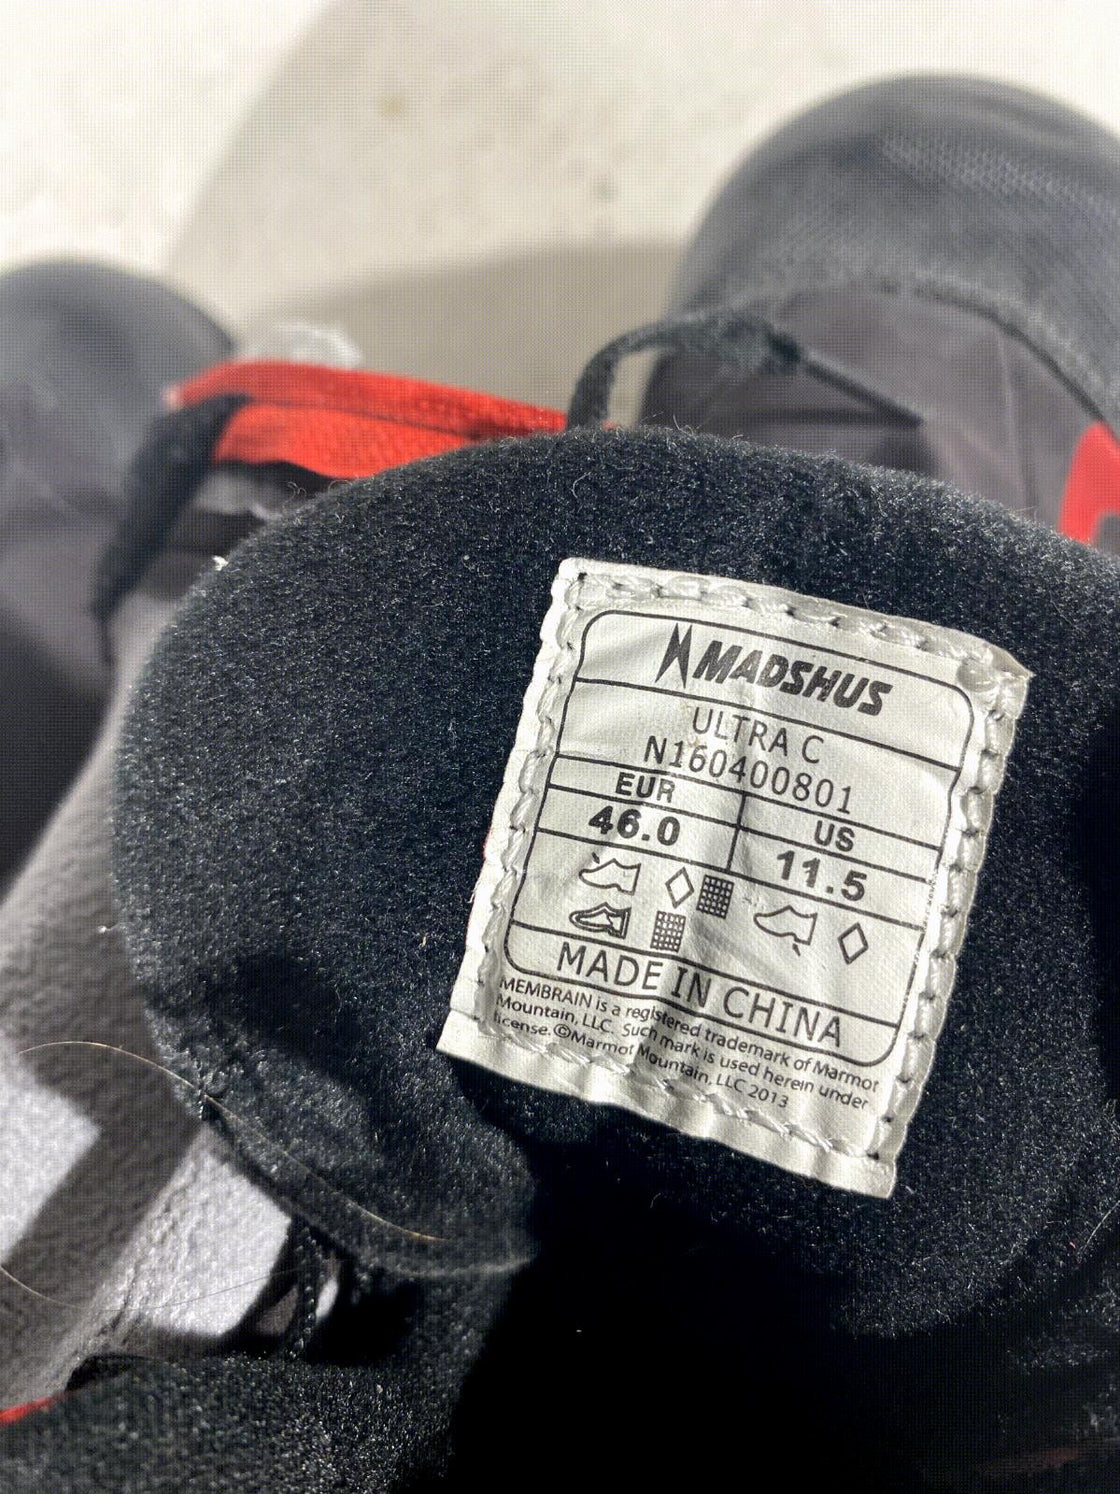 MADSHUS
ULTRA C
N160400801
EUR US
46.0 11.5
MADE IN CHINA
MEMBRAIN is a registered trademark of Marmot
Mountain, LLC. Such mark is used herein under
license.©Marmot Mountain, LLC 2013